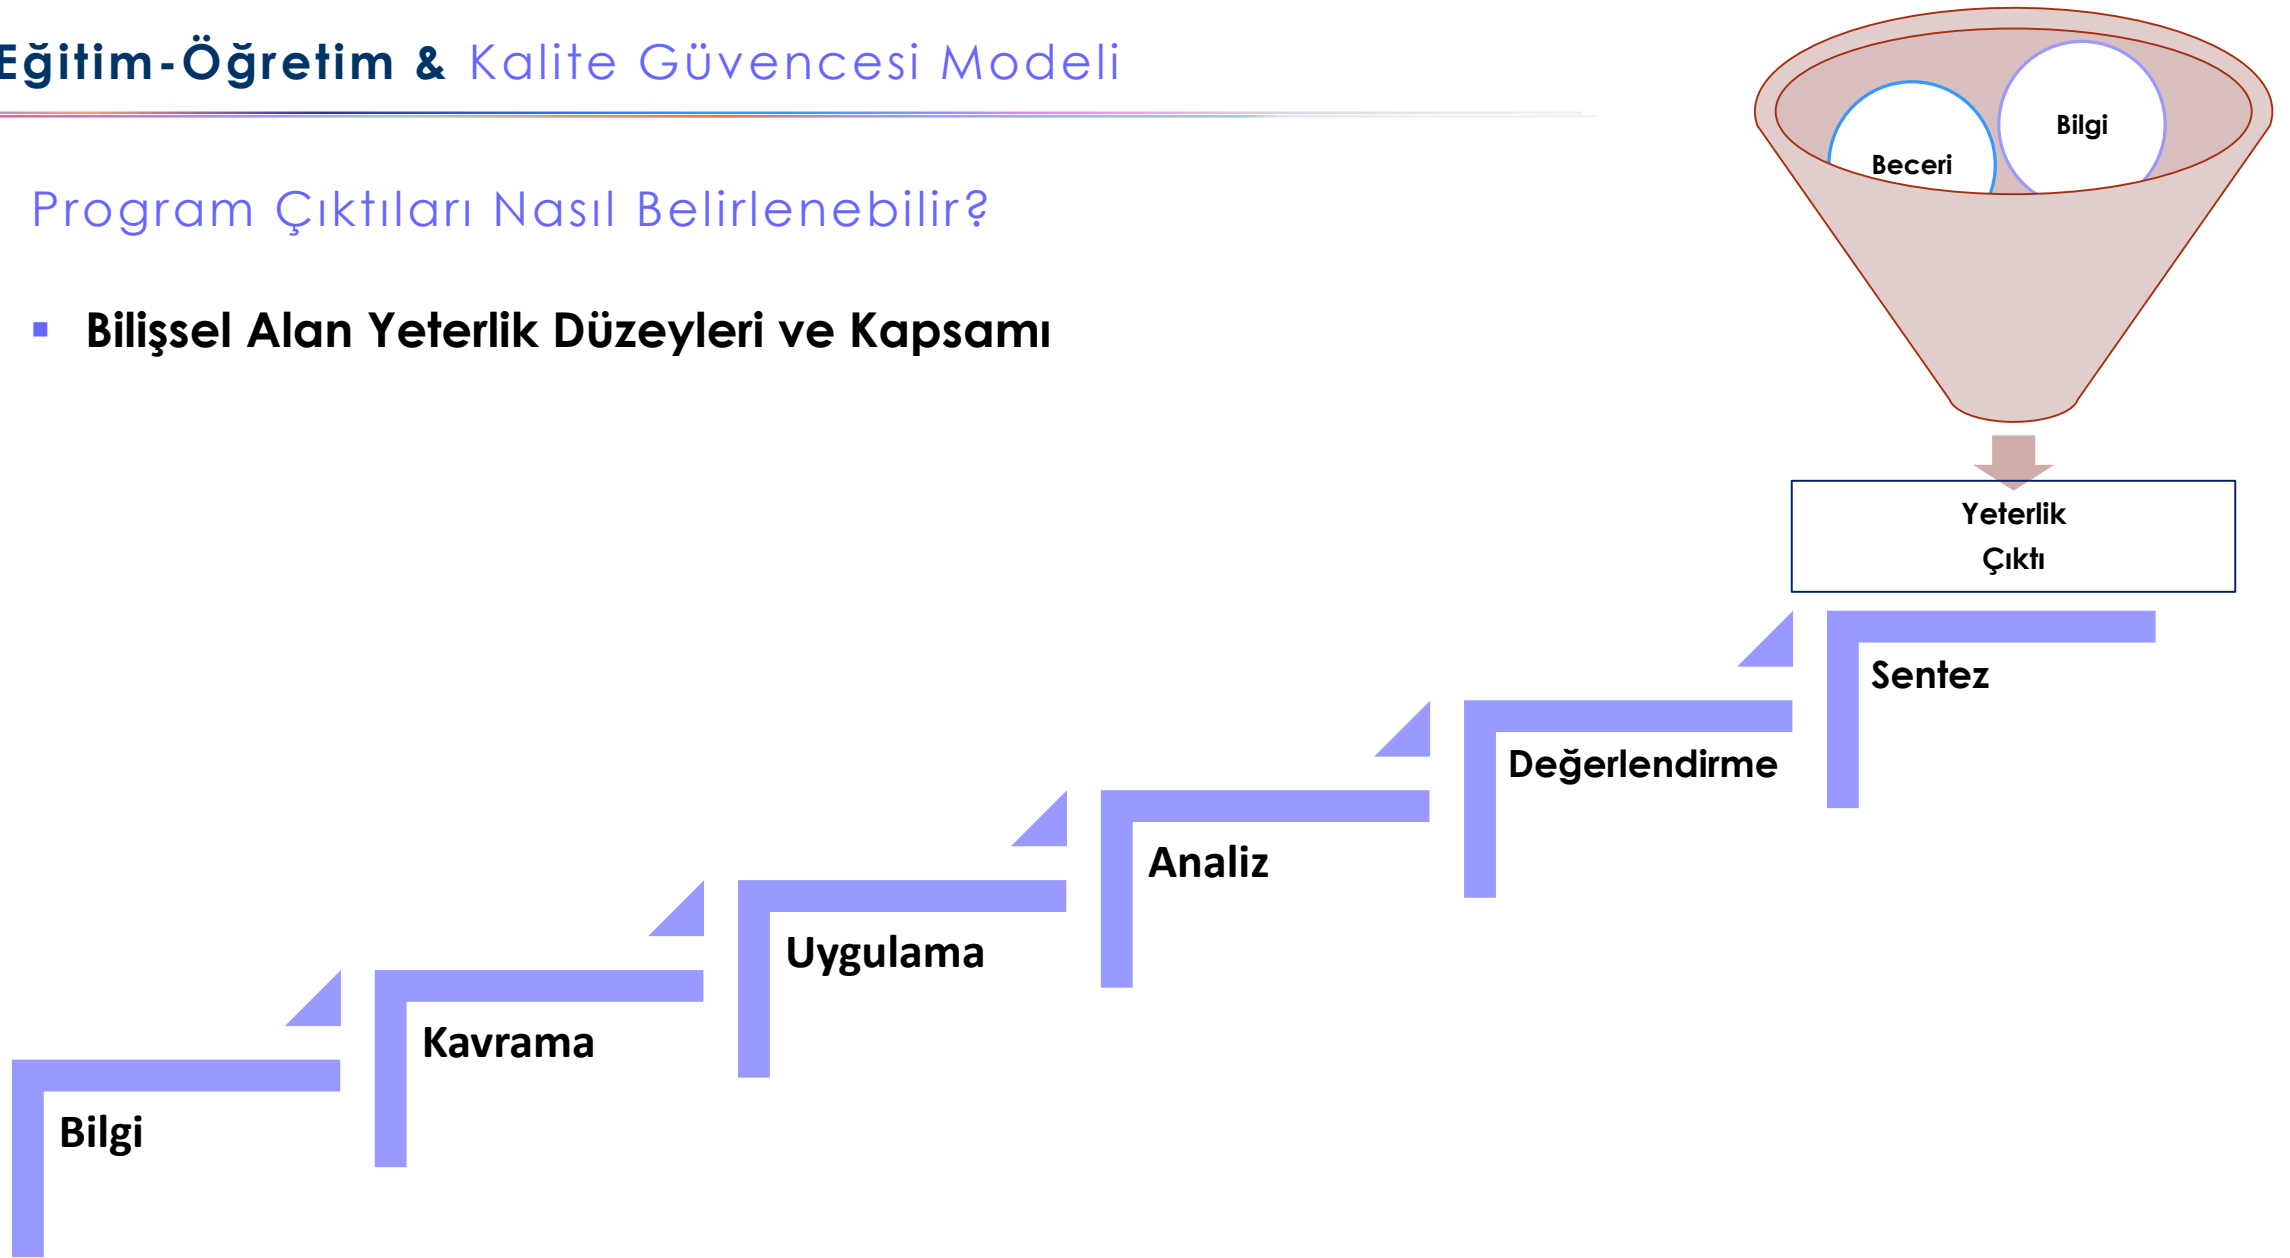 Eğitim-Öğretim & Kalite Güvencesi Modeli
Bilgi
Beceri
Program Çıktıları Nasıl Belirlenebilir?
▪ Bilişsel Alan Yeterlik Düzeyleri ve Kapsamı
Yeterlik
Çıktı
Sentez
Değerlendirme
Analiz
Uygulama
Kavrama
Bilgi